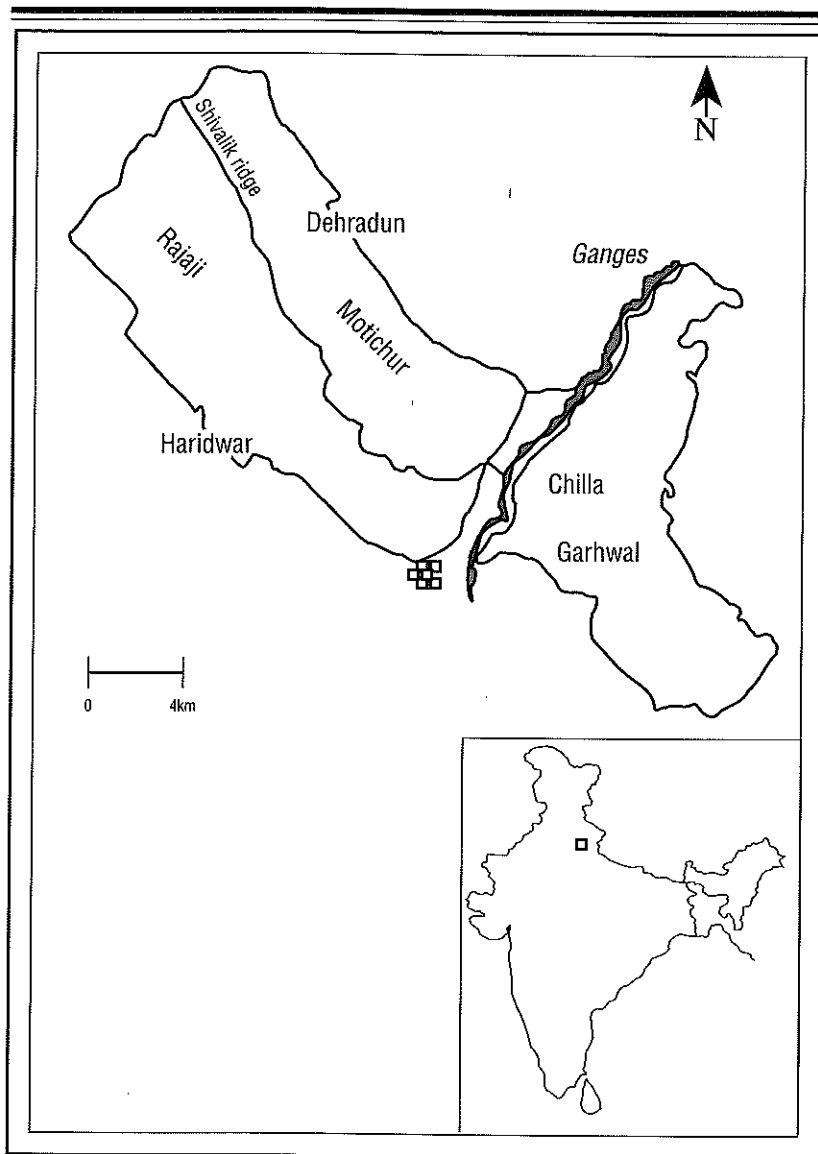 N
Shivalik ridge
Dehradun
Rajaji
Ganges
Motichur
Haridwar
Chilla
Garhwal
0 4km